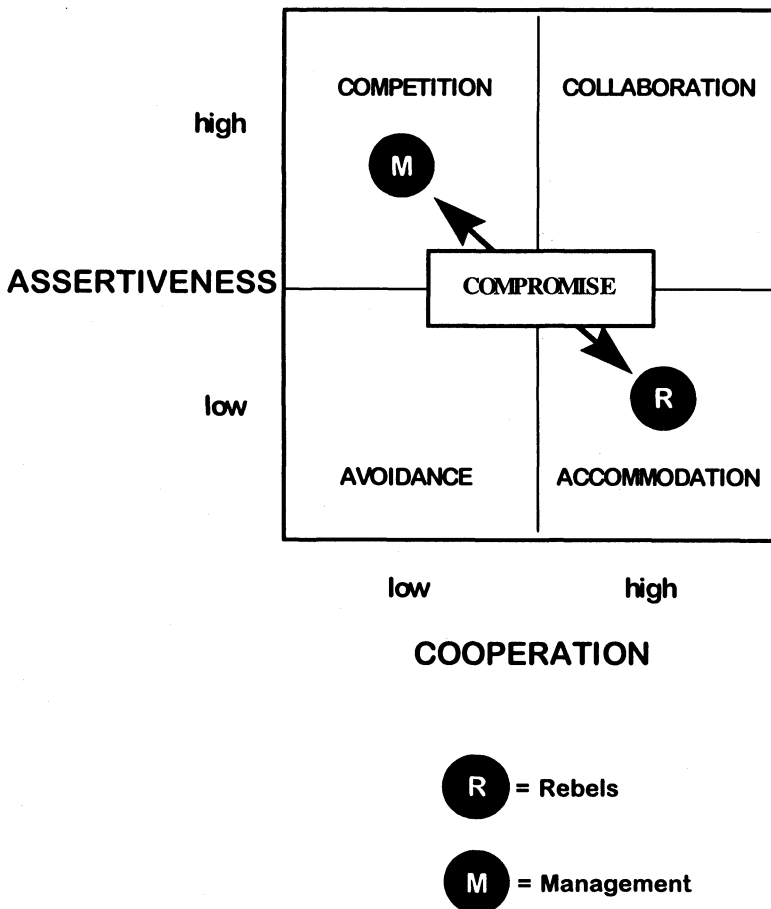 COMPETITION COLLABORATION
high
M
ASSERTIVENESS
COMPROMISE
low
R
AVOIDANCE ACCOMMODATION
low high
COOPERATION
R = Rebels
M = Management